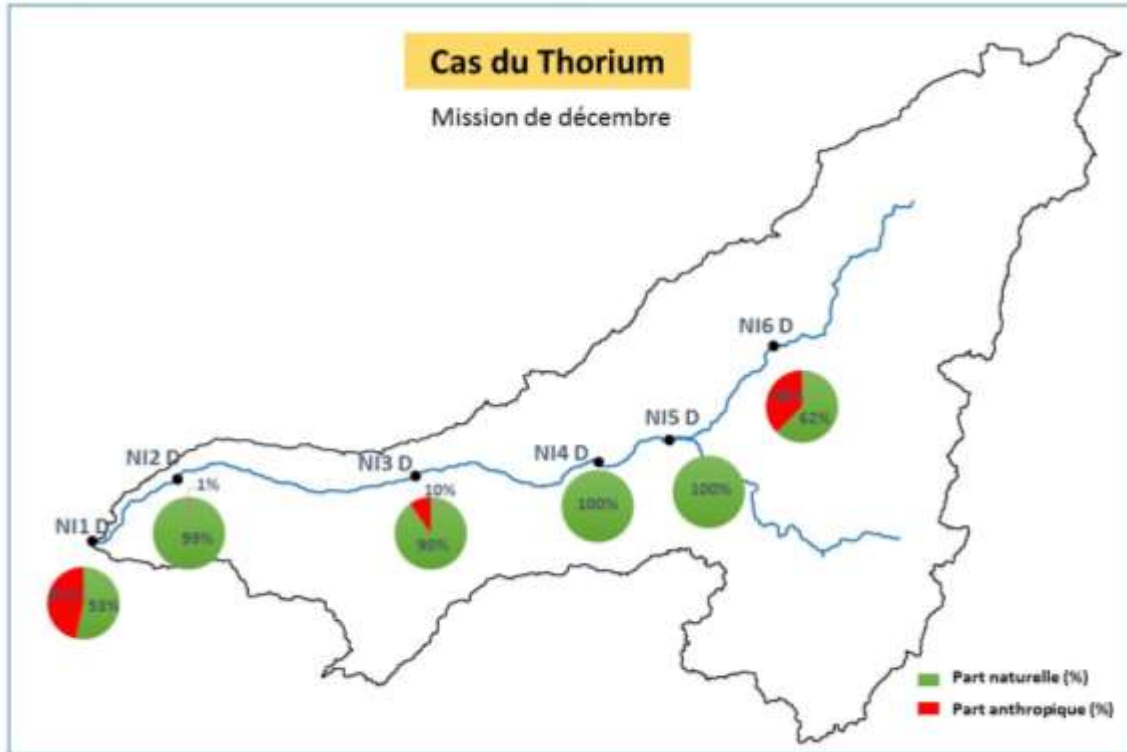 Cas du Thorium
Mission de décembre
NI6 D
62%
NI5 D
100%
NI4 D
100%
NI3 D
10%
90%
NI2 D
1%
99%
NI1 D
53%
Part naturelle (%)
Part anthropique (%)